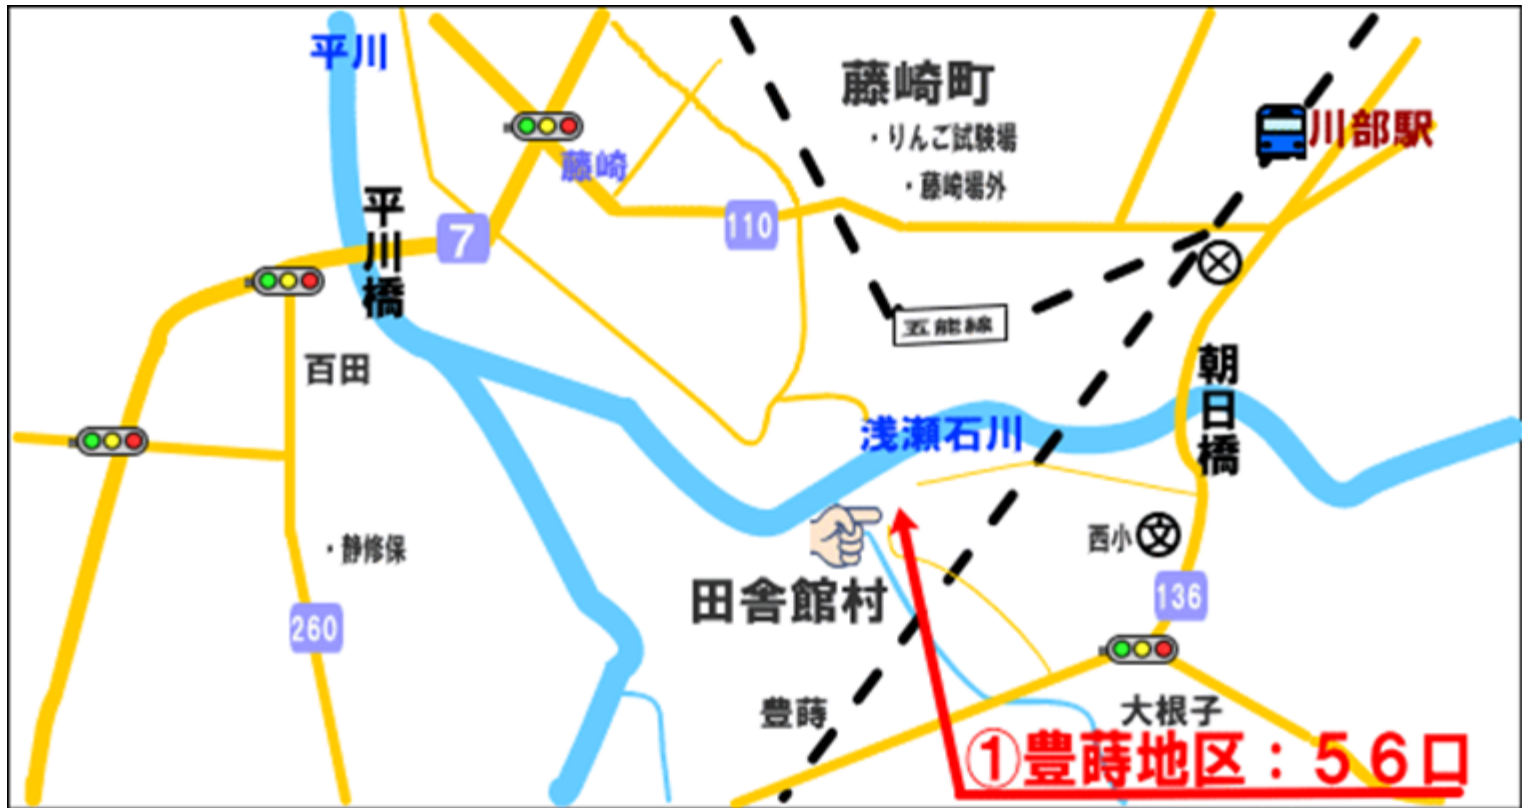 平川
藤崎町
・りんご試験場
・藤崎場外
川部駅
藤崎
平川橋
7
110
五能線
百田
朝日橋
浅瀬石川
西小
文
・静修保
田舎館村
260
136
豊蒔
大根子
①豊蒔地区：５６口